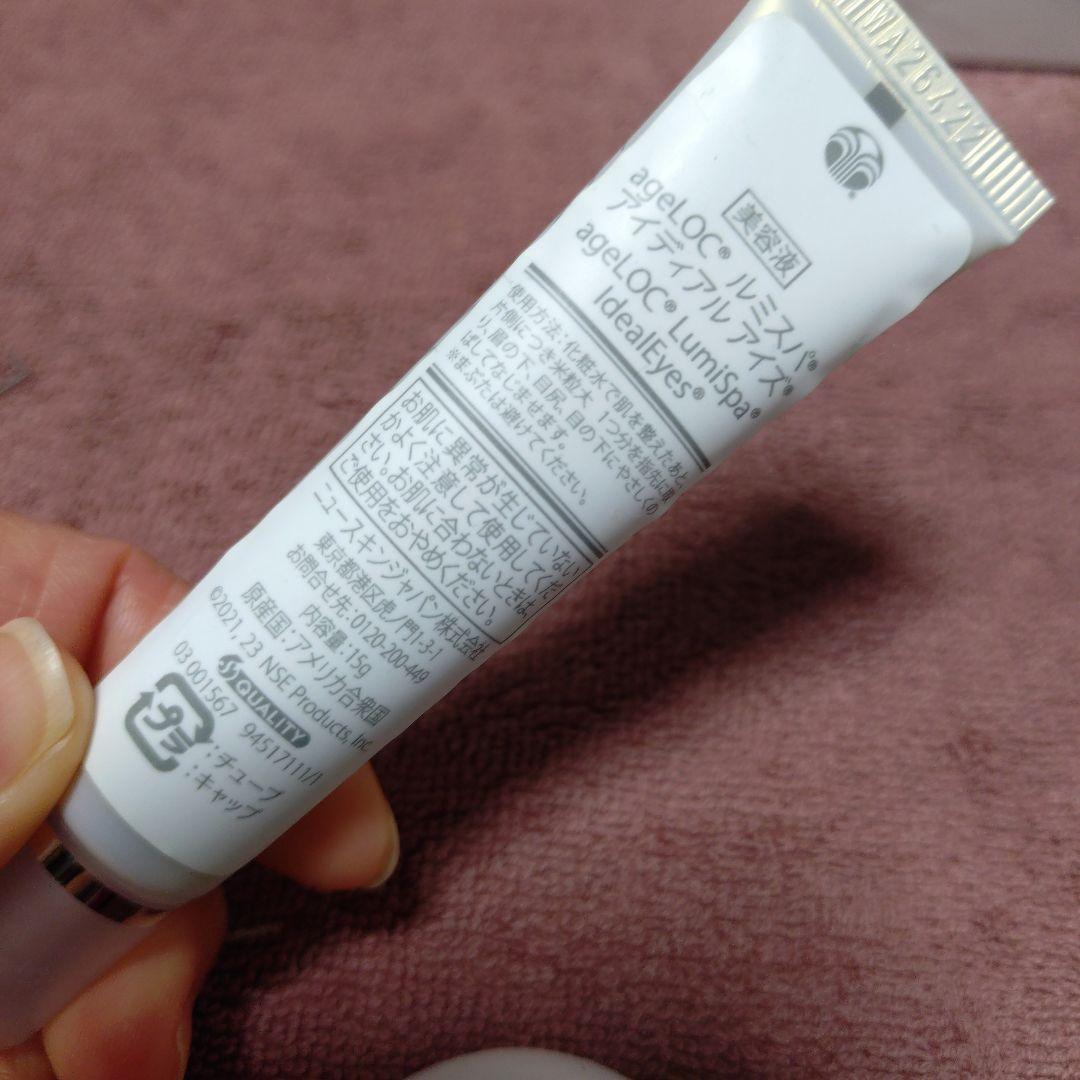 美容液
ageLOC® ルミスパ®
アイディアル アイズ®
ageLOC® LumiSpa®
IdealEyes®
使用方法：化粧水で肌を整えたあと、
片側につき米粒大 1つ分を指先に取
り、眉の下、目尻、目の下にやさしくの
ばしてなじませます。
※まぶたは避けてください。
お肌に異常が生じていない
かよく注意して使用してくだ
さい。お肌に合わないときは、
ご使用をおやめください。
ニュースキンジャパン株式会社
東京都港区虎ノ門1-3-1
お問合せ先：0120-200-449
内容量：15g
原産国：アメリカ合衆国
©2021, 23 NSE Products, Inc.
QUALITY
03 001567 94517111/1
プラ
：チューブ
：キャップ